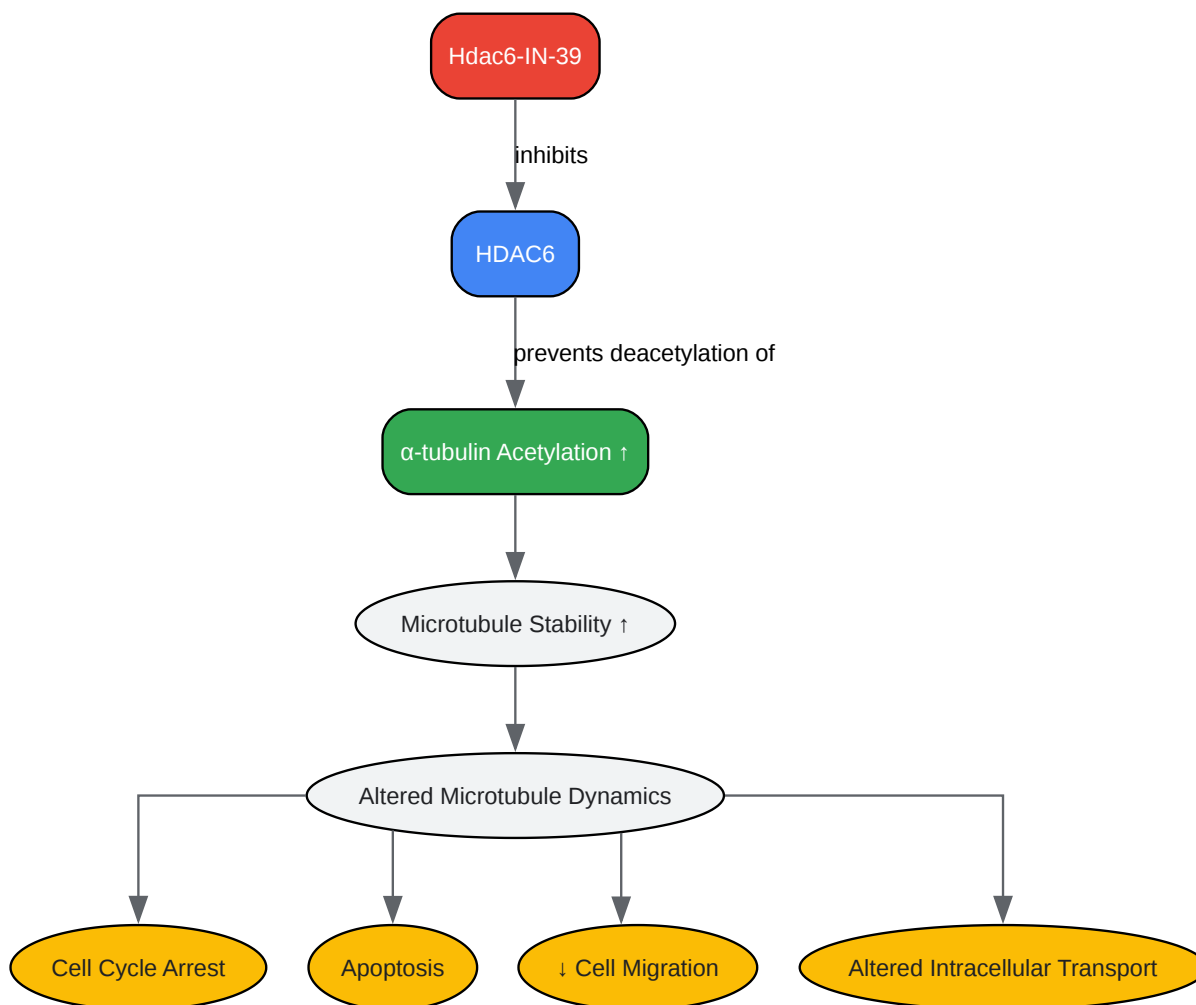 Hdac6-IN-39
inhibits
HDAC6
prevents deacetylation of
α-tubulin Acetylation ↑
Microtubule Stability ↑
Altered Microtubule Dynamics
Cell Cycle Arrest
Apoptosis
↓ Cell Migration
Altered Intracellular Transport